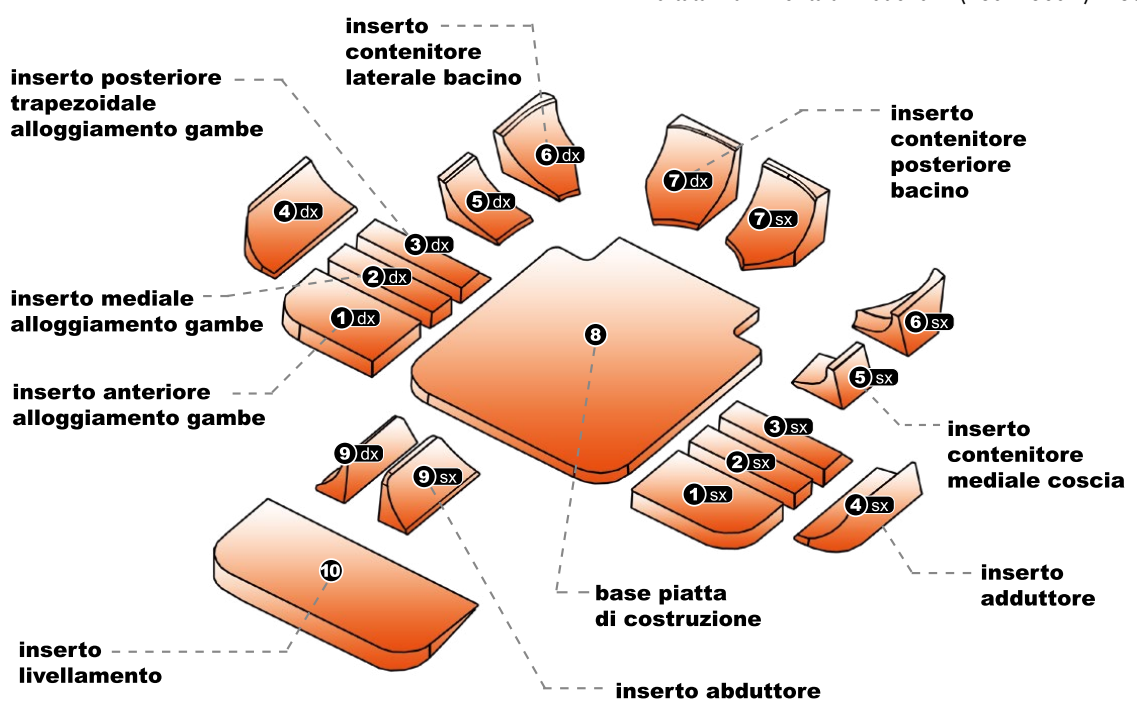 inserto
contenitore
laterale bacino
inserto posteriore
trapezoidale
alloggiamento gambe
inserto
contenitore
posteriore
bacino
6 dx
7 dx
5 dx
4 dx
7 sx
3 dx
2 dx
inserto mediale
alloggiamento gambe
1 dx
8
6 sx
5 sx
inserto anteriore
alloggiamento gambe
3 sx
inserto
contenitore
mediale coscia
9 dx
2 sx
9 sx
1 sx
4 sx
10
inserto
adduttore
base piatta
di costruzione
inserto
livellamento
inserto abduttore